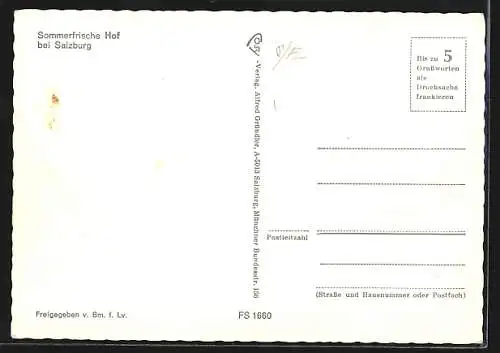 Sommerfrische Hof
bei Salzburg
-Verlag, Alfred Gründler, A-5013 Salzburg, Münchner Bundesstr. 156
Bis zu 5
Grußworten
als
Drucksache
frankieren
Postleitzahl
(Straße und Hausnummer oder Postfach)
Freigegeben v. Bm. f. Lv.
FS 1660